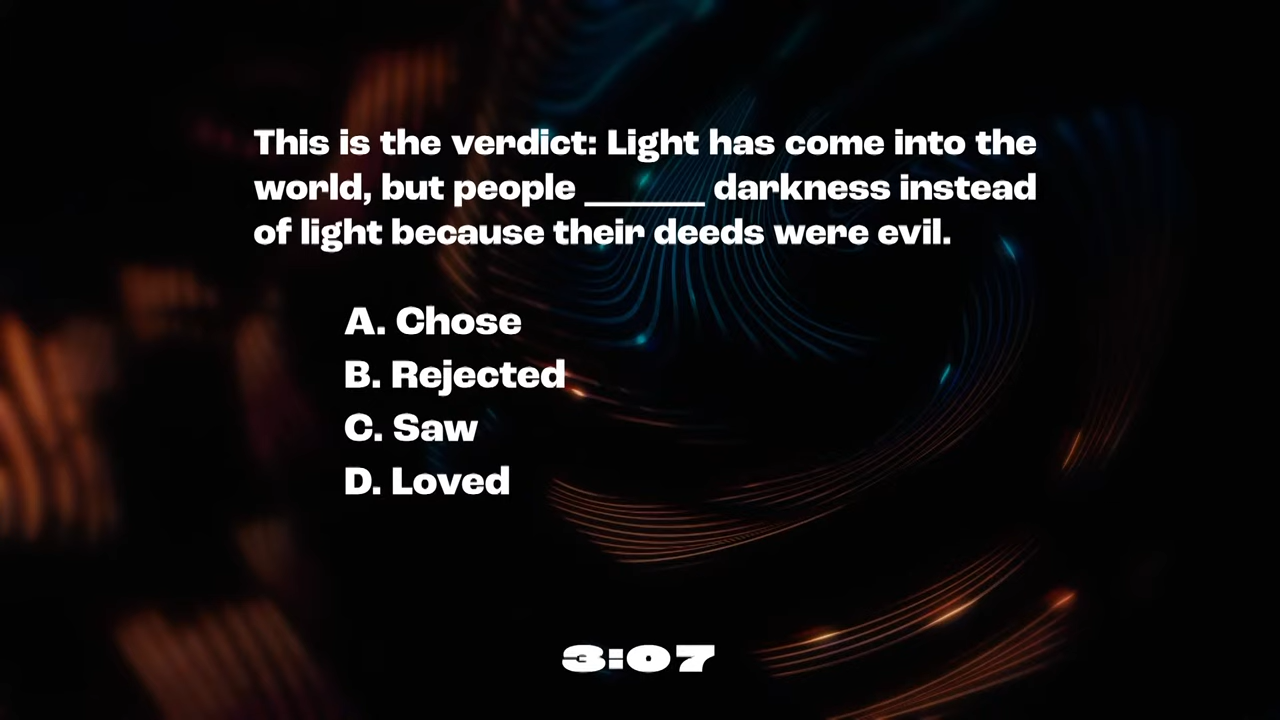 This is the verdict: Light has come into the
world, but people ______ darkness instead
of light because their deeds were evil.
A. Chose
B. Rejected
C. Saw
D. Loved
3:07